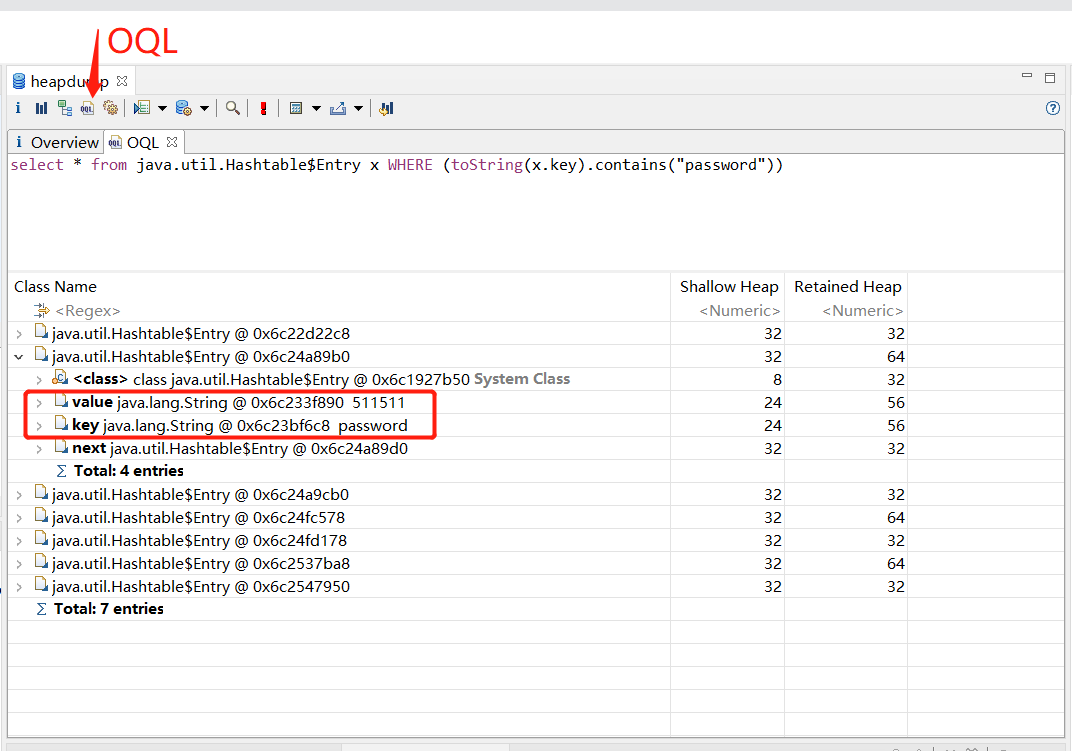 OQL
heapdump
i OQL
i Overview OQL
select * from java.util.Hashtable$Entry x WHERE (toString(x.key).contains("password"))
Class Name Shallow Heap Retained Heap
<Regex> <Numeric> <Numeric>
java.util.Hashtable$Entry @ 0x6c22d22c8 32 32
java.util.Hashtable$Entry @ 0x6c24a89b0 32 64
<class> class java.util.Hashtable$Entry @ 0x6c1927b50 System Class 8 32
value java.lang.String @ 0x6c233f890 511511 24 56
key java.lang.String @ 0x6c23bf6c8 password 24 56
next java.util.Hashtable$Entry @ 0x6c24a89d0 32 32
Σ Total: 4 entries
java.util.Hashtable$Entry @ 0x6c24a9cb0 32 32
java.util.Hashtable$Entry @ 0x6c24fc578 32 64
java.util.Hashtable$Entry @ 0x6c24fd178 32 32
java.util.Hashtable$Entry @ 0x6c2537ba8 32 64
java.util.Hashtable$Entry @ 0x6c2547950 32 32
Σ Total: 7 entries